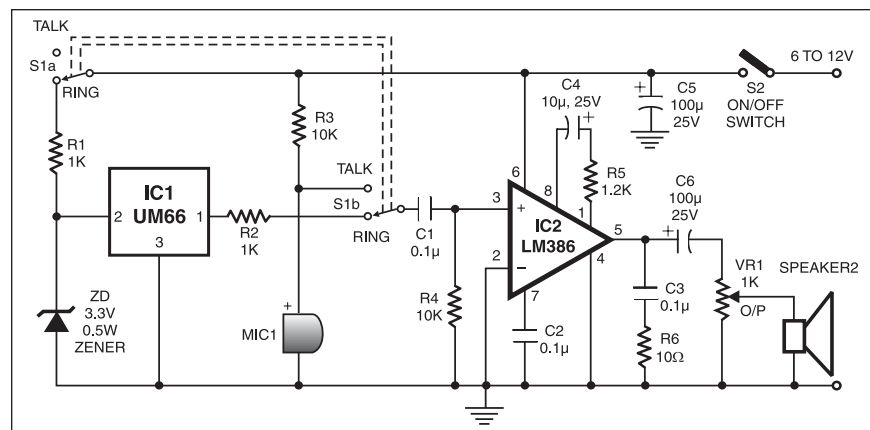 TALK
S1a
RING
R1
1K
IC1
UM66
2
1
3
R2
1K
ZD
3.3V
0.5W
ZENER
R3
10K
+
MIC1
TALK
S1b
RING
C1
0.1µ
R4
10K
C4
10µ, 25V
+
R5
1.2K
6
8
1
3
+
IC2
LM386
5
2
–
4
7
C2
0.1µ
+
C5
100µ
25V
S2
ON/OFF
SWITCH
6 TO 12V
C6
100µ
25V
+
C3
0.1µ
R6
10Ω
VR1
1K
O/P
SPEAKER2